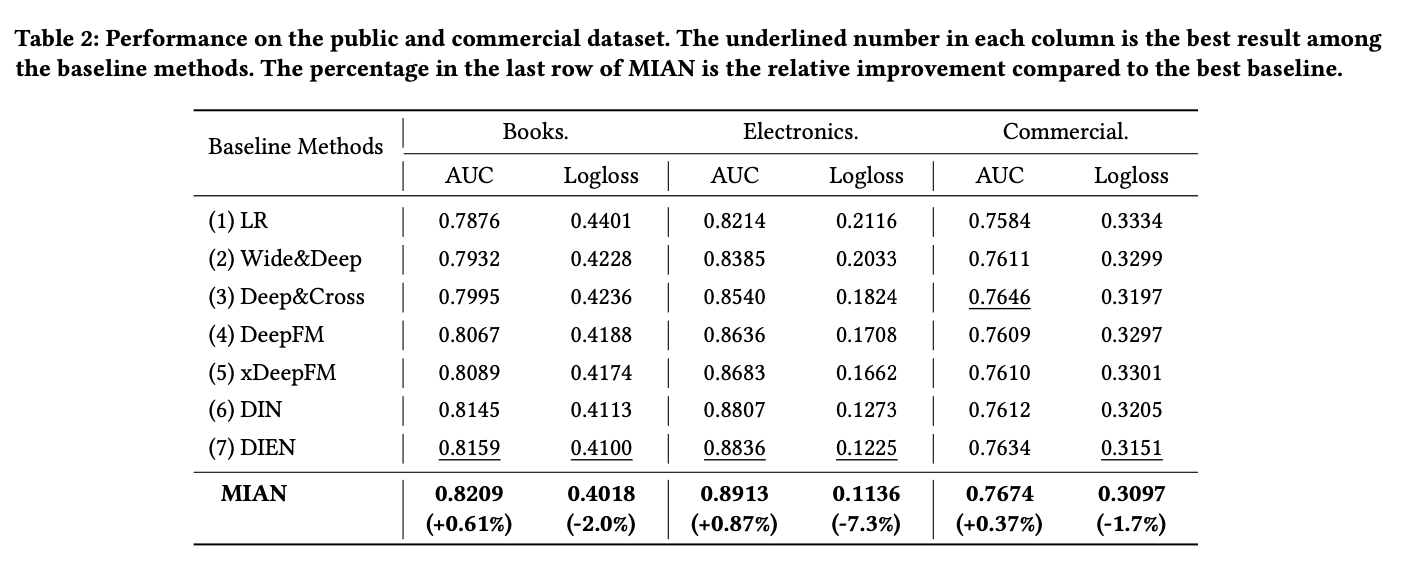 Table 2: Performance on the public and commercial dataset. The underlined number in each column is the best result among
the baseline methods. The percentage in the last row of MIAN is the relative improvement compared to the best baseline.
Baseline Methods Books. Electronics. Commercial.
AUC Logloss AUC Logloss AUC Logloss
(1) LR 0.7876 0.4401 0.8214 0.2116 0.7584 0.3334
(2) Wide&Deep 0.7932 0.4228 0.8385 0.2033 0.7611 0.3299
(3) Deep&Cross 0.7995 0.4236 0.8540 0.1824 0.7646 0.3197
(4) DeepFM 0.8067 0.4188 0.8636 0.1708 0.7609 0.3297
(5) xDeepFM 0.8089 0.4174 0.8683 0.1662 0.7610 0.3301
(6) DIN 0.8145 0.4113 0.8807 0.1273 0.7612 0.3205
(7) DIEN 0.8159 0.4100 0.8836 0.1225 0.7634 0.3151
MIAN 0.8209 0.4018 0.8913 0.1136 0.7674 0.3097
(+0.61%) (-2.0%) (+0.87%) (-7.3%) (+0.37%) (-1.7%)